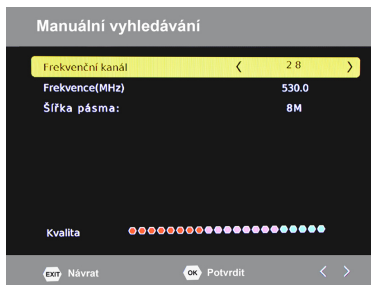 Manuální vyhledávání
Frekvenční kanál < 28 >
Frekvence(MHz) 530.0
Šířka pásma: 8M
Kvalita
EXIT Návrat OK Potvrdit < >